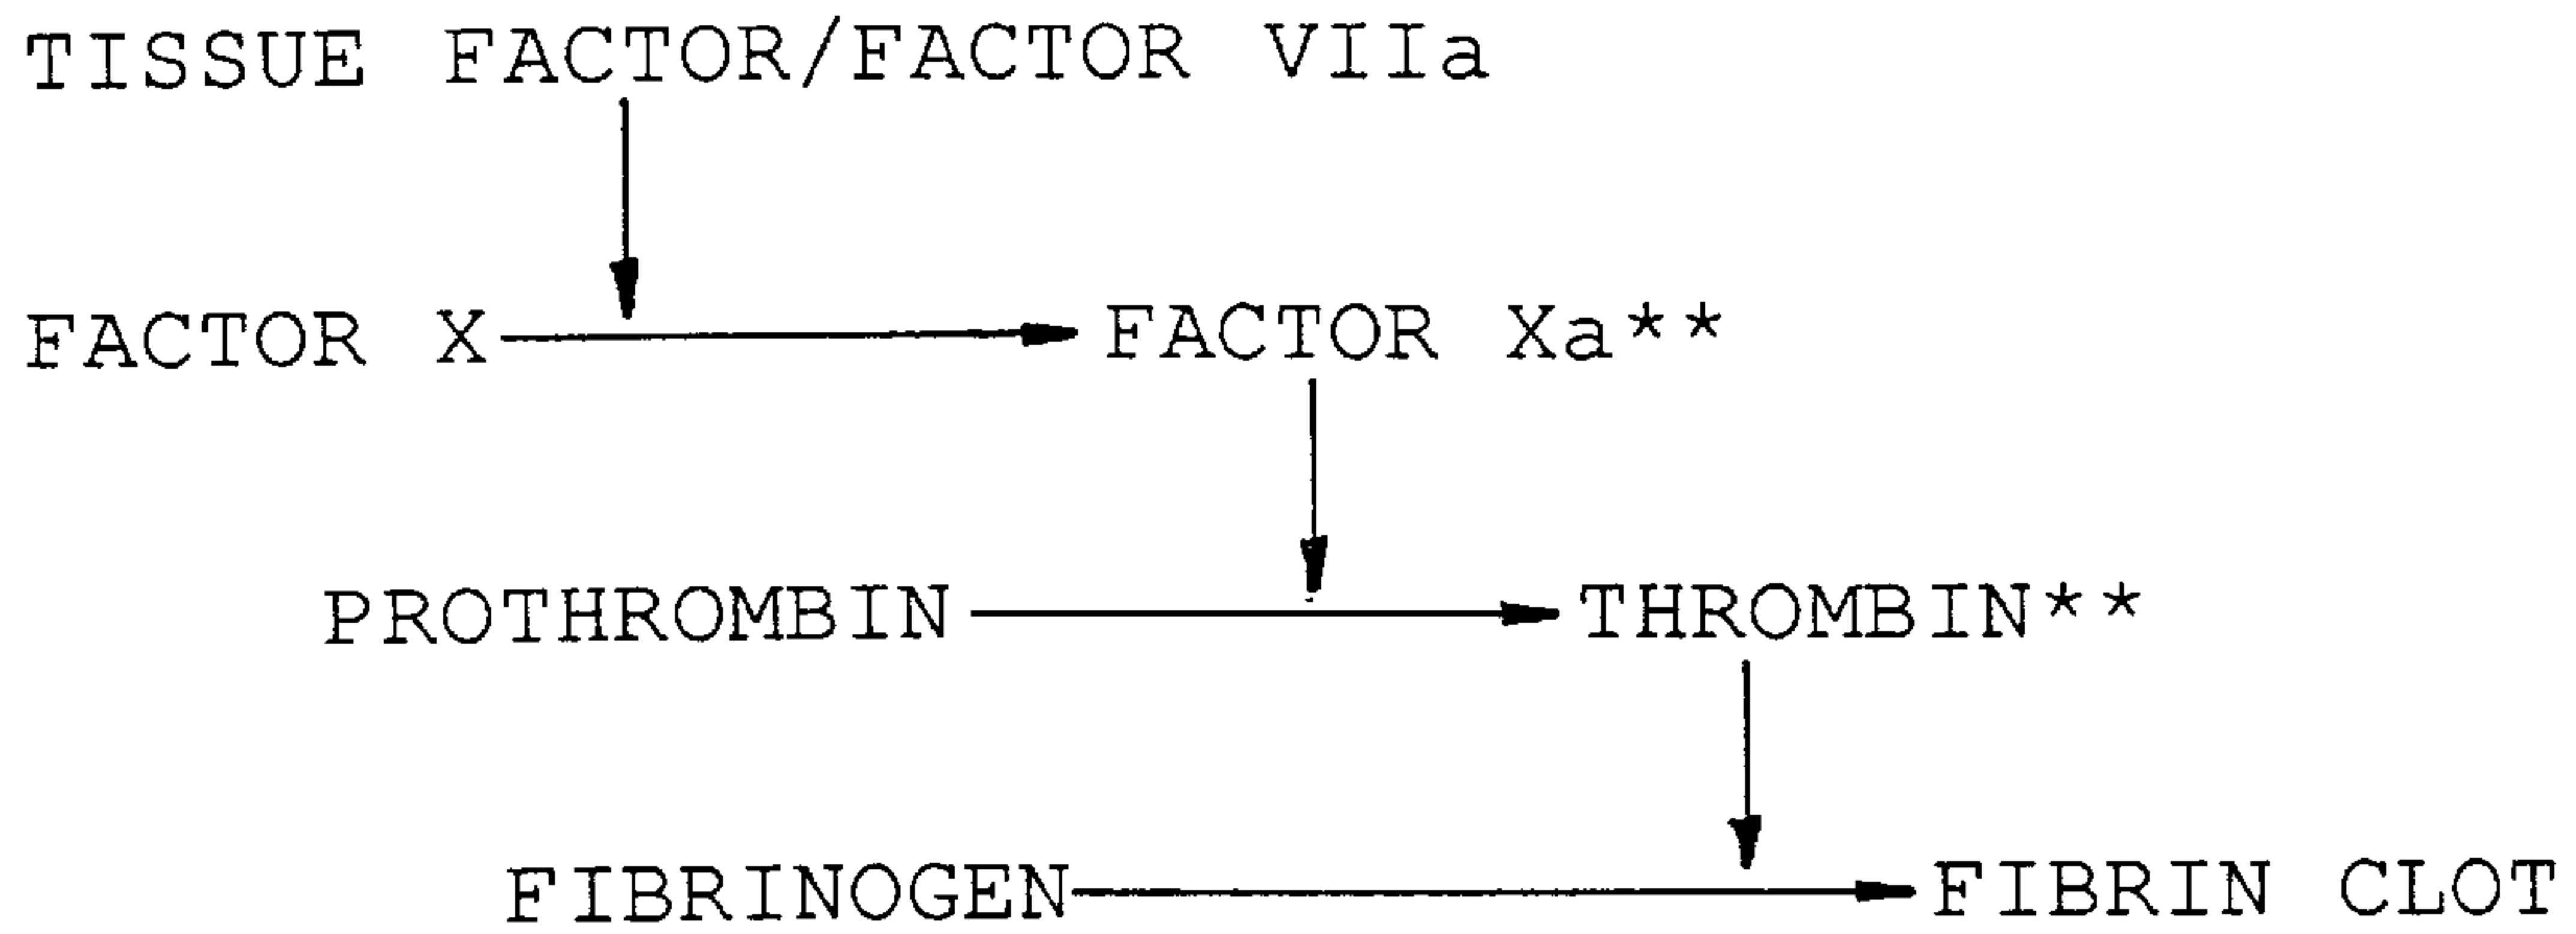 TISSUE FACTOR/FACTOR VIIa
FACTOR X FACTOR Xa**
PROTHROMBIN THROMBIN**
FIBRINOGEN FIBRIN CLOT